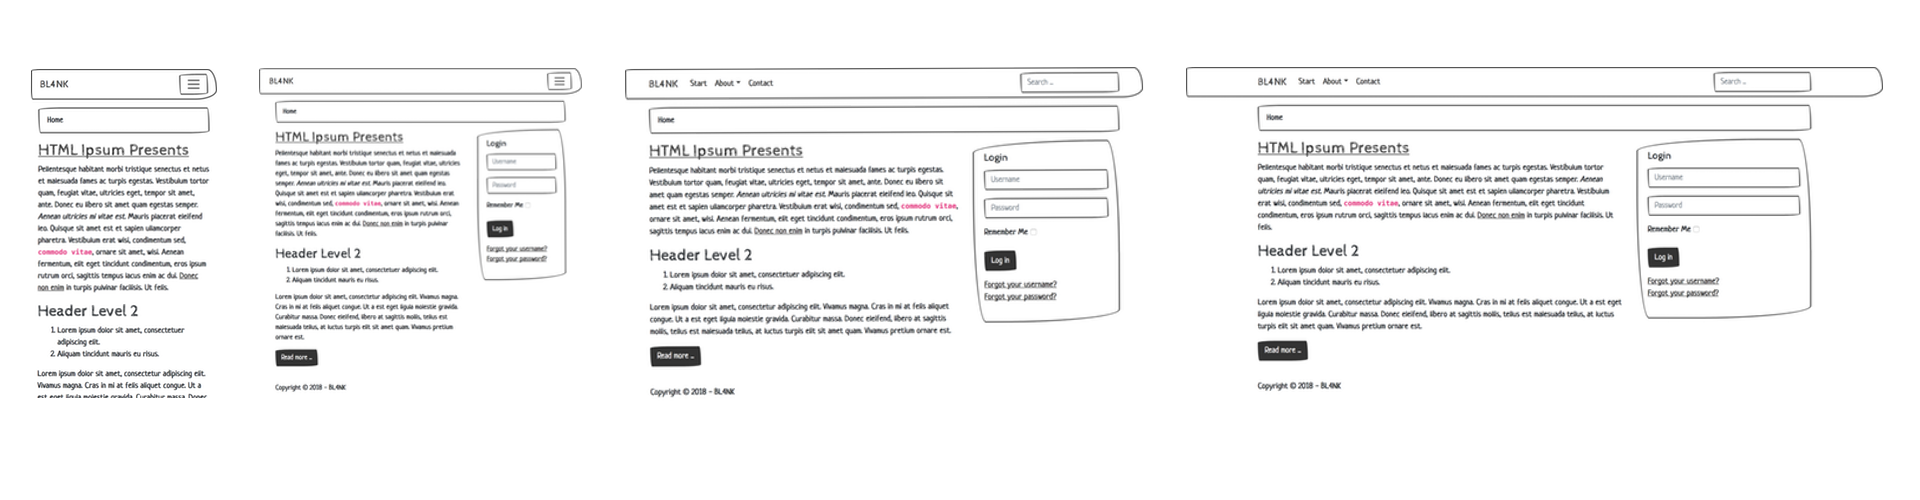 BL4NK
Home
HTML Ipsum Presents
Pellentesque habitant morbi tristique senectus et netus
et malesuada fames ac turpis egestas. Vestibulum tortor
quam, feugiat vitae, ultricies eget, tempor sit amet,
ante. Donec eu libero sit amet quam egestas semper.
Aenean ultricies mi vitae est. Mauris placerat eleifend
leo. Quisque sit amet est et sapien ullamcorper
pharetra. Vestibulum erat wisi, condimentum sed,
commodo vitae, ornare sit amet, wisi. Aenean
fermentum, elit eget tincidunt condimentum, eros ipsum
rutrum orci, sagittis tempus lacus enim ac dui. Donec
non enim in turpis pulvinar facilisis. Ut felis.
Header Level 2
1. Lorem ipsum dolor sit amet, consectetuer
adipiscing elit.
2. Aliquam tincidunt mauris eu risus.
Lorem ipsum dolor sit amet, consectetur adipiscing elit.
Vivamus magna. Cras in mi at felis aliquet congue. Ut a
est eget ligula molestie gravida. Curabitur massa. Donec
BL4NK
Home
HTML Ipsum Presents
Pellentesque habitant morbi tristique senectus et netus et malesuada
fames ac turpis egestas. Vestibulum tortor quam, feugiat vitae, ultricies
eget, tempor sit amet, ante. Donec eu libero sit amet quam egestas
semper. Aenean ultricies mi vitae est. Mauris placerat eleifend leo.
Quisque sit amet est et sapien ullamcorper pharetra. Vestibulum erat
wisi, condimentum sed, commodo vitae, ornare sit amet, wisi. Aenean
fermentum, elit eget tincidunt condimentum, eros ipsum rutrum orci,
sagittis tempus lacus enim ac dui. Donec non enim in turpis pulvinar
facilisis. Ut felis.
Header Level 2
1. Lorem ipsum dolor sit amet, consectetuer adipiscing elit.
2. Aliquam tincidunt mauris eu risus.
Lorem ipsum dolor sit amet, consectetur adipiscing elit. Vivamus magna.
Cras in mi at felis aliquet congue. Ut a est eget ligula molestie gravida.
Curabitur massa. Donec eleifend, libero at sagittis mollis, tellus est
malesuada tellus, at luctus turpis elit sit amet quam. Vivamus pretium
ornare est.
Read more ...
Copyright © 2018 - BL4NK
Login
Username
Password
Remember Me
Log in
Forgot your username?
Forgot your password?
BL4NK Start About Contact Search ...
Home
HTML Ipsum Presents
Pellentesque habitant morbi tristique senectus et netus et malesuada fames ac turpis egestas.
Vestibulum tortor quam, feugiat vitae, ultricies eget, tempor sit amet, ante. Donec eu libero sit
amet quam egestas semper. Aenean ultricies mi vitae est. Mauris placerat eleifend leo. Quisque sit
amet est et sapien ullamcorper pharetra. Vestibulum erat wisi, condimentum sed, commodo vitae,
ornare sit amet, wisi. Aenean fermentum, elit eget tincidunt condimentum, eros ipsum rutrum orci,
sagittis tempus lacus enim ac dui. Donec non enim in turpis pulvinar facilisis. Ut felis.
Header Level 2
1. Lorem ipsum dolor sit amet, consectetuer adipiscing elit.
2. Aliquam tincidunt mauris eu risus.
Lorem ipsum dolor sit amet, consectetur adipiscing elit. Vivamus magna. Cras in mi at felis aliquet
congue. Ut a est eget ligula molestie gravida. Curabitur massa. Donec eleifend, libero at sagittis
mollis, tellus est malesuada tellus, at luctus turpis elit sit amet quam. Vivamus pretium ornare est.
Read more ...
Copyright © 2018 - BL4NK
Login
Username
Password
Remember Me
Log in
Forgot your username?
Forgot your password?
BL4NK Start About Contact Search ...
Home
HTML Ipsum Presents
Pellentesque habitant morbi tristique senectus et netus et malesuada fames ac turpis egestas. Vestibulum tortor
quam, feugiat vitae, ultricies eget, tempor sit amet, ante. Donec eu libero sit amet quam egestas semper. Aenean
ultricies mi vitae est. Mauris placerat eleifend leo. Quisque sit amet est et sapien ullamcorper pharetra. Vestibulum
erat wisi, condimentum sed, commodo vitae, ornare sit amet, wisi. Aenean fermentum, elit eget tincidunt
condimentum, eros ipsum rutrum orci, sagittis tempus lacus enim ac dui. Donec non enim in turpis pulvinar facilisis. Ut
felis.
Header Level 2
1. Lorem ipsum dolor sit amet, consectetuer adipiscing elit.
2. Aliquam tincidunt mauris eu risus.
Lorem ipsum dolor sit amet, consectetur adipiscing elit. Vivamus magna. Cras in mi at felis aliquet congue. Ut a est eget
ligula molestie gravida. Curabitur massa. Donec eleifend, libero at sagittis mollis, tellus est malesuada tellus, at luctus
turpis elit sit amet quam. Vivamus pretium ornare est.
Read more ...
Copyright © 2018 - BL4NK
Login
Username
Password
Remember Me
Log in
Forgot your username?
Forgot your password?